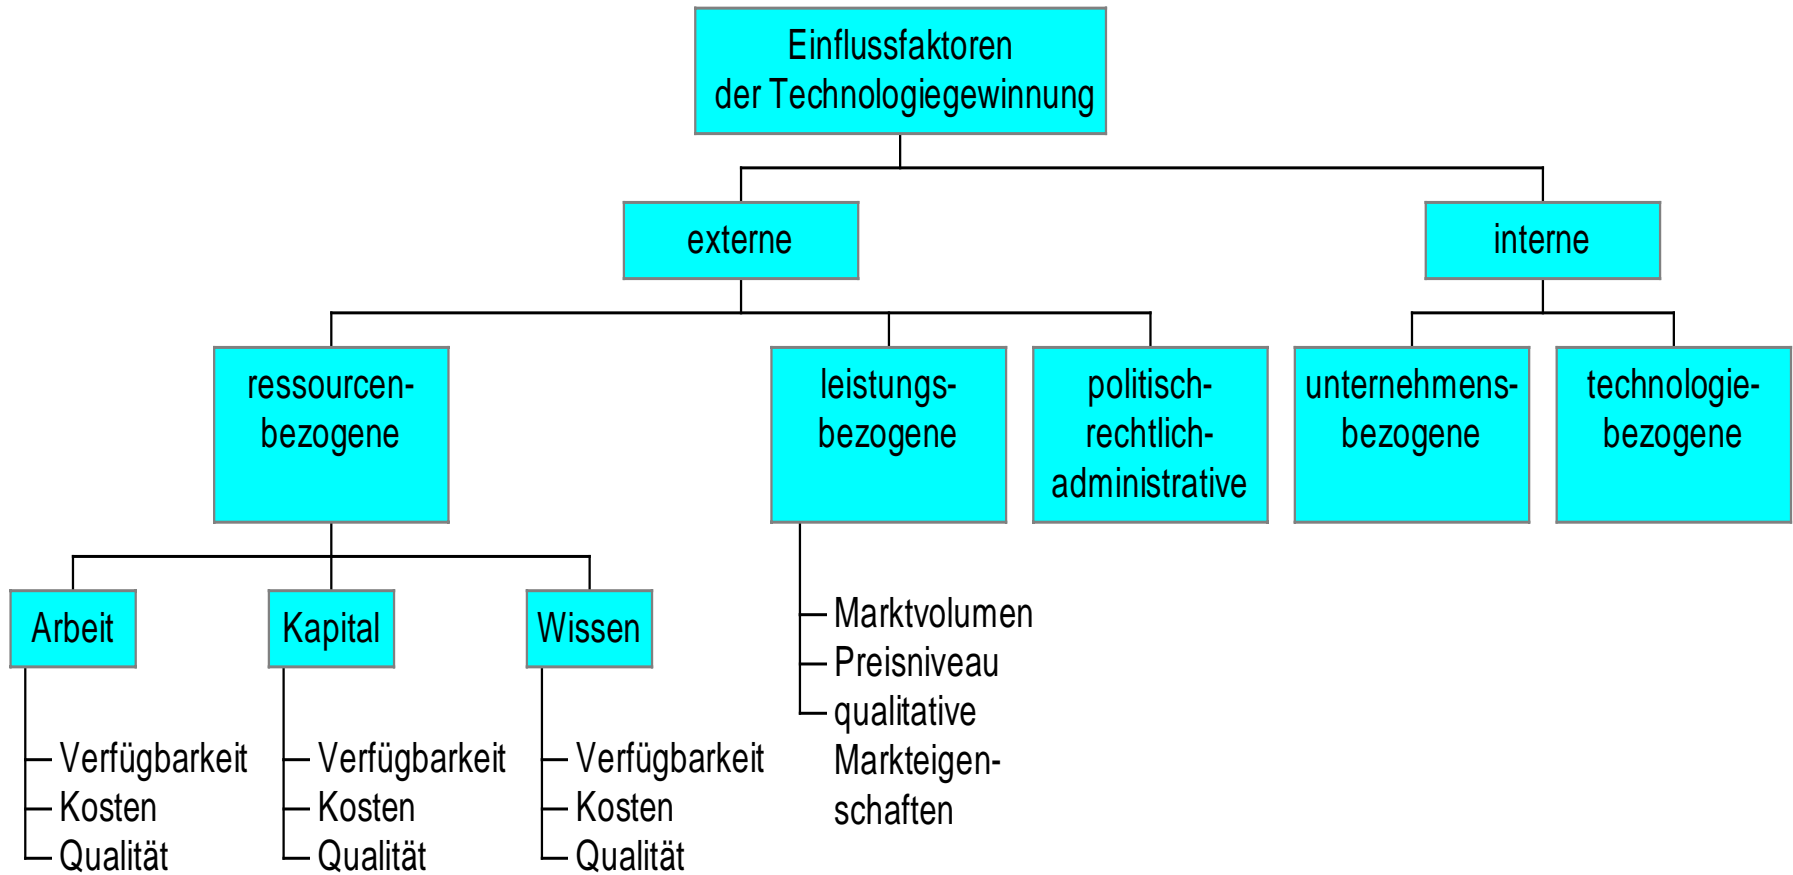 Einflussfaktoren
der Technologiegewinnung
externe
interne
ressourcen-
bezogene
leistungs-
bezogene
politisch-
rechtlich-
administrative
unternehmens-
bezogene
technologie-
bezogene
Arbeit
Kapital
Wissen
Verfügbarkeit
Kosten
Qualität
Verfügbarkeit
Kosten
Qualität
Verfügbarkeit
Kosten
Qualität
Marktvolumen
Preisniveau
qualitative
Markteigen-
schaften